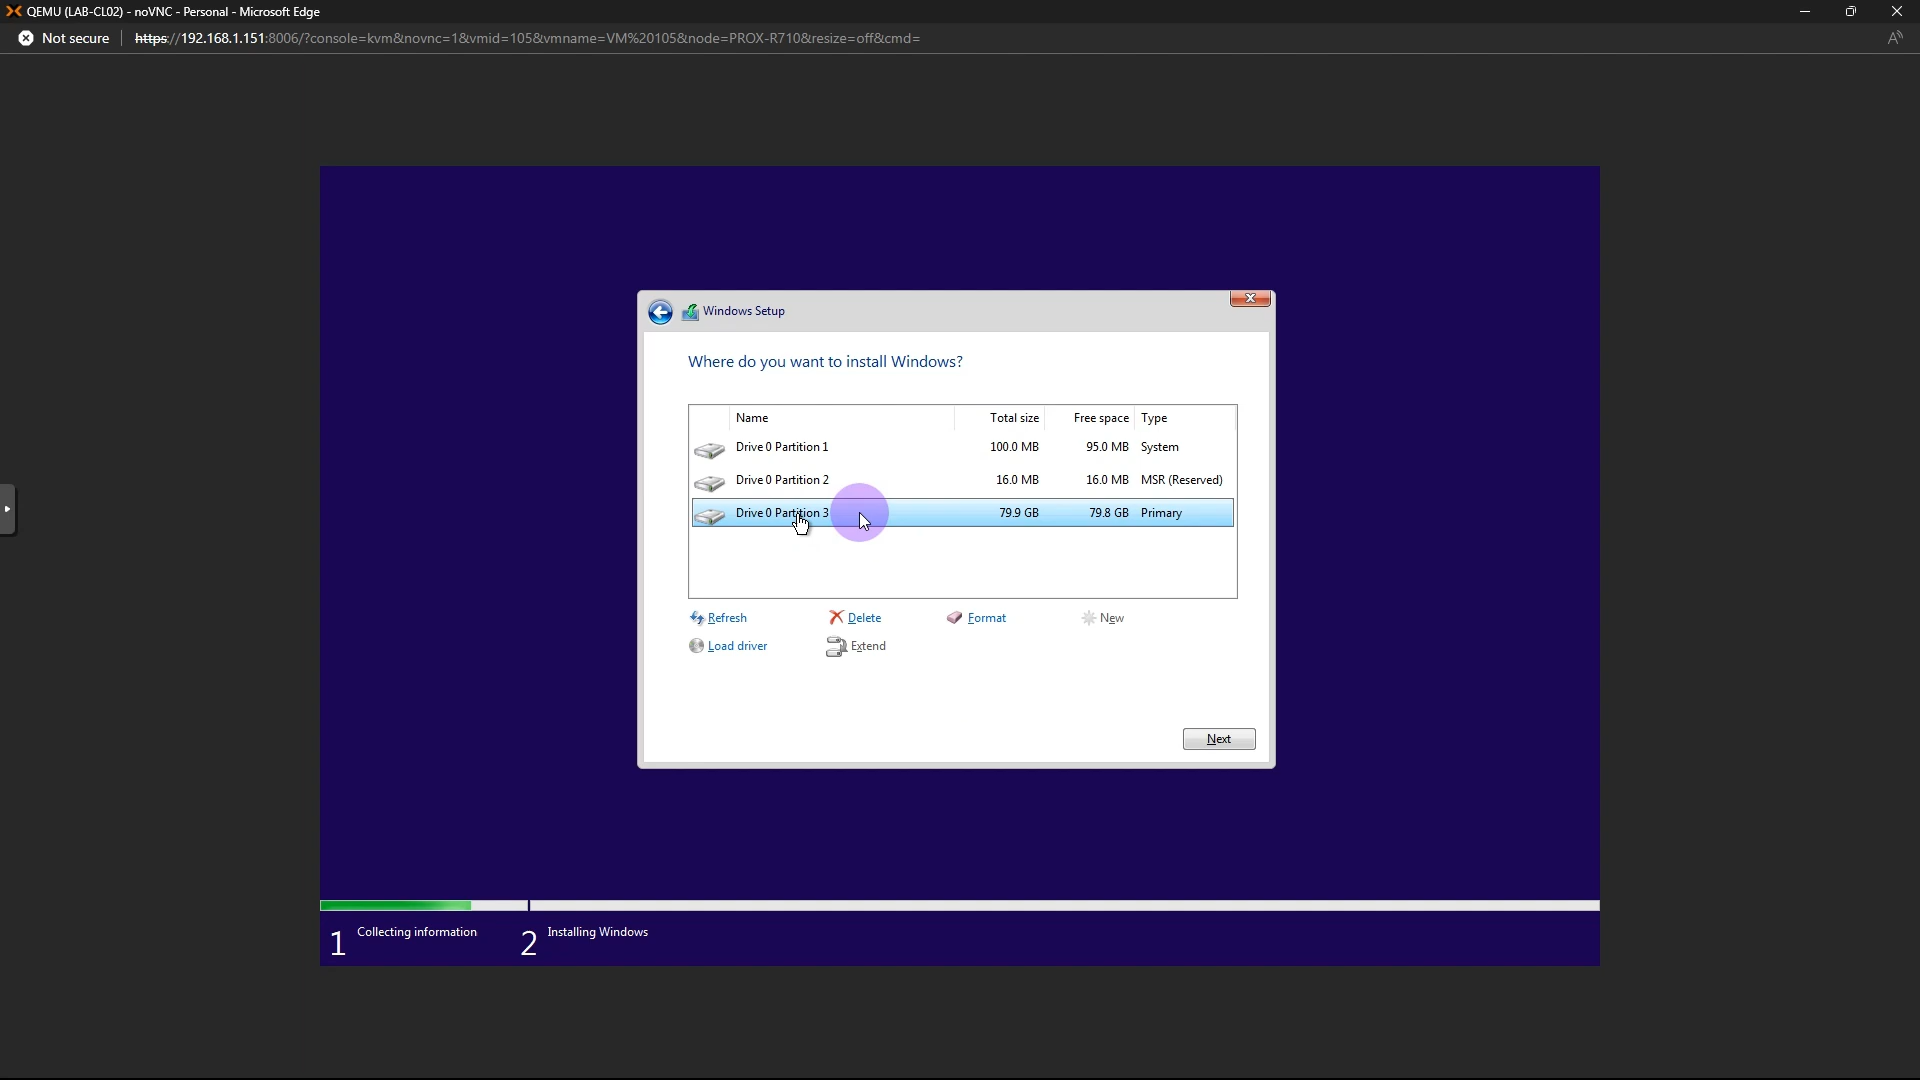 QEMU (LAB-CL02) - noVNC - Personal - Microsoft Edge
Not secure
https://192.168.1.151:8006/?console=kvm&novnc=1&vmid=105&vmname=VM%20105&node=PROX-R710&resize=off&cmd=
Windows Setup
Where do you want to install Windows?
Name Total size Free space Type
Drive 0 Partition 1 100.0 MB 95.0 MB System
Drive 0 Partition 2 16.0 MB 16.0 MB MSR (Reserved)
Drive 0 Partition 3 79.9 GB 79.8 GB Primary
Refresh Delete Format New
Load driver Extend
Next
1 Collecting information 2 Installing Windows